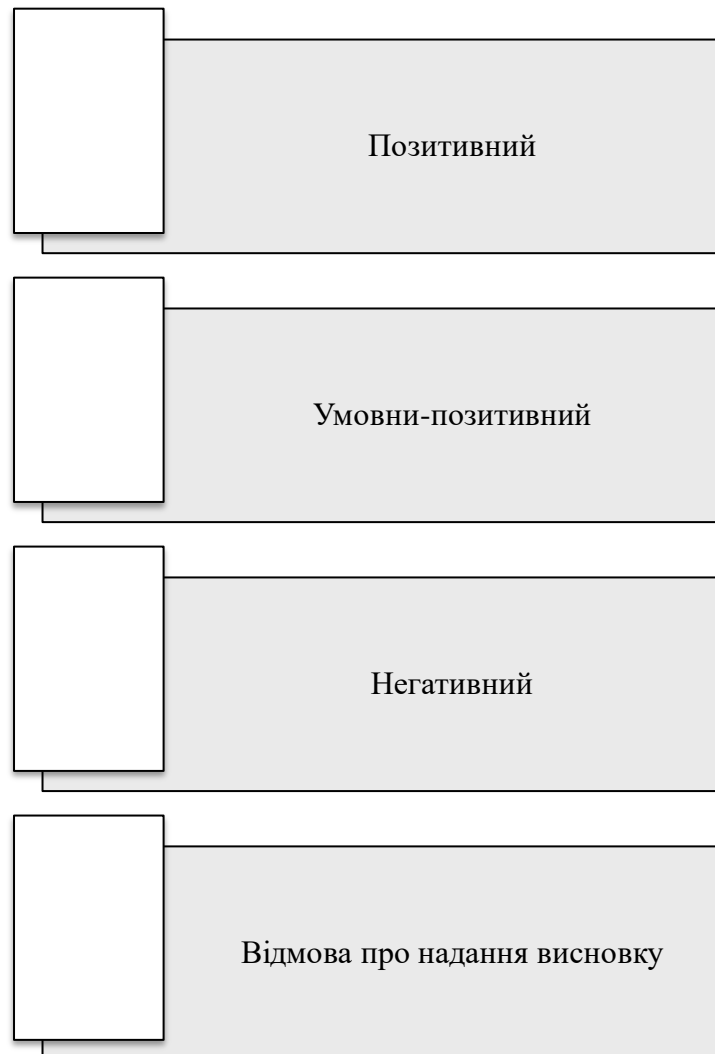 Позитивний
Умовни-позитивний
Негативний
Відмова про надання висновку